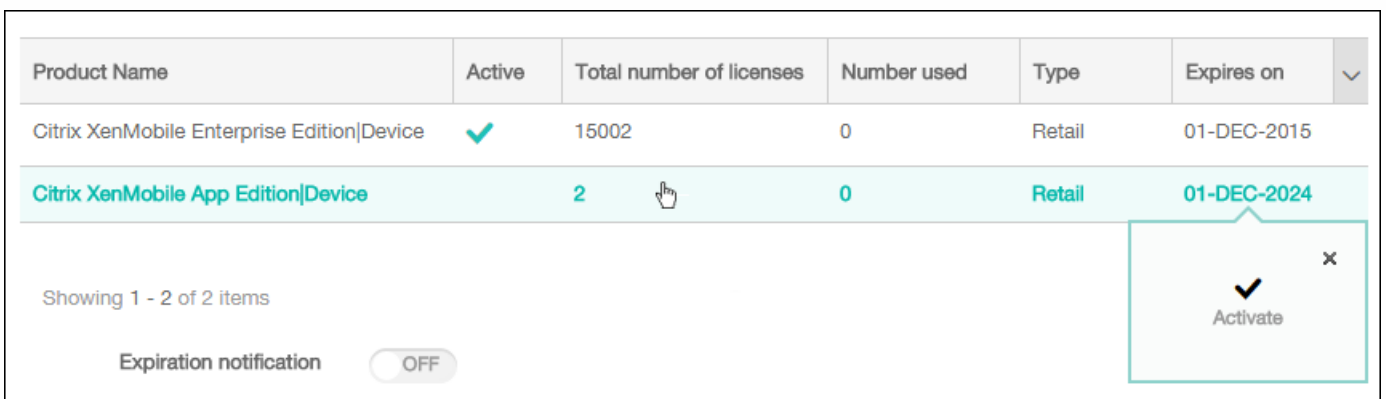 Product Name Active Total number of licenses Number used Type Expires on
Citrix XenMobile Enterprise Edition|Device 15002 0 Retail 01-DEC-2015
Citrix XenMobile App Edition|Device 2 0 Retail 01-DEC-2024
Activate
Showing 1 - 2 of 2 items
Expiration notification OFF